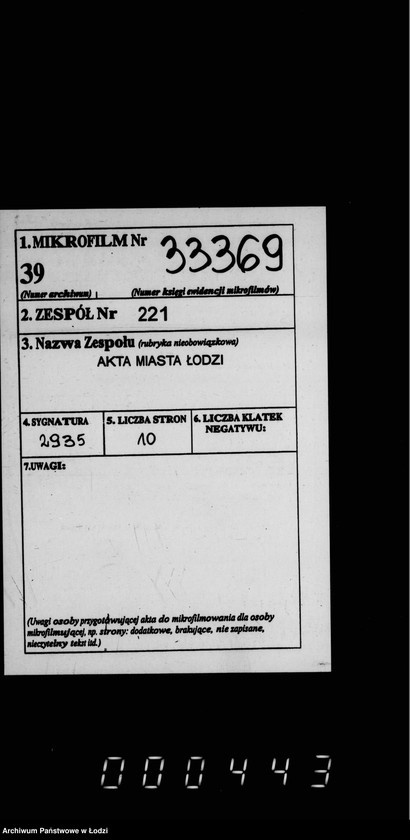 1. MIKROFILM Nr 33369
39
(Numer archiwum) (Numer księgi ewidencji mikrofilmów)
2. ZESPÓŁ Nr 221
3. Nazwa Zespołu (rubryka nieobowiązkowa)
AKTA MIASTA ŁODZI
4. SYGNATURA 5. LICZBA STRON 6. LICZBA KLATEK
NEGATYWU:
2935 10
7. UWAGI:
(Uwagi osoby przygotowującej akta do mikrofilmowania dla osoby
mikrofilmującej, np. strony: dodatkowe, brakujące, nie zapisane,
nieczytelny tekst itd.)
000443
Archiwum Państwowe w Łodzi